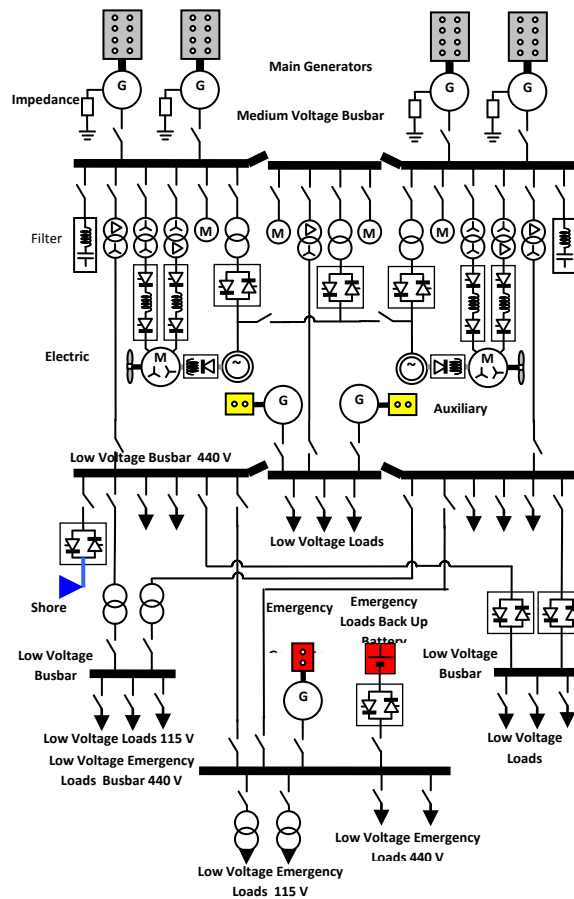 G
G
G
G
Main Generators
Impedance
Medium Voltage Busbar
Filter
M
M
M
M
M
M
Electric
~
~
G
G
Auxiliary
Low Voltage Busbar 440 V
Low Voltage Loads
Shore
Emergency
Emergency
Loads Back Up
Battery
Low Voltage
Busbar
Low Voltage
Busbar
G
Low Voltage Loads 115 V
Low Voltage Emergency
Loads Busbar 440 V
Low Voltage
Loads
Low Voltage Emergency
Loads 440 V
Low Voltage Emergency
Loads 115 V